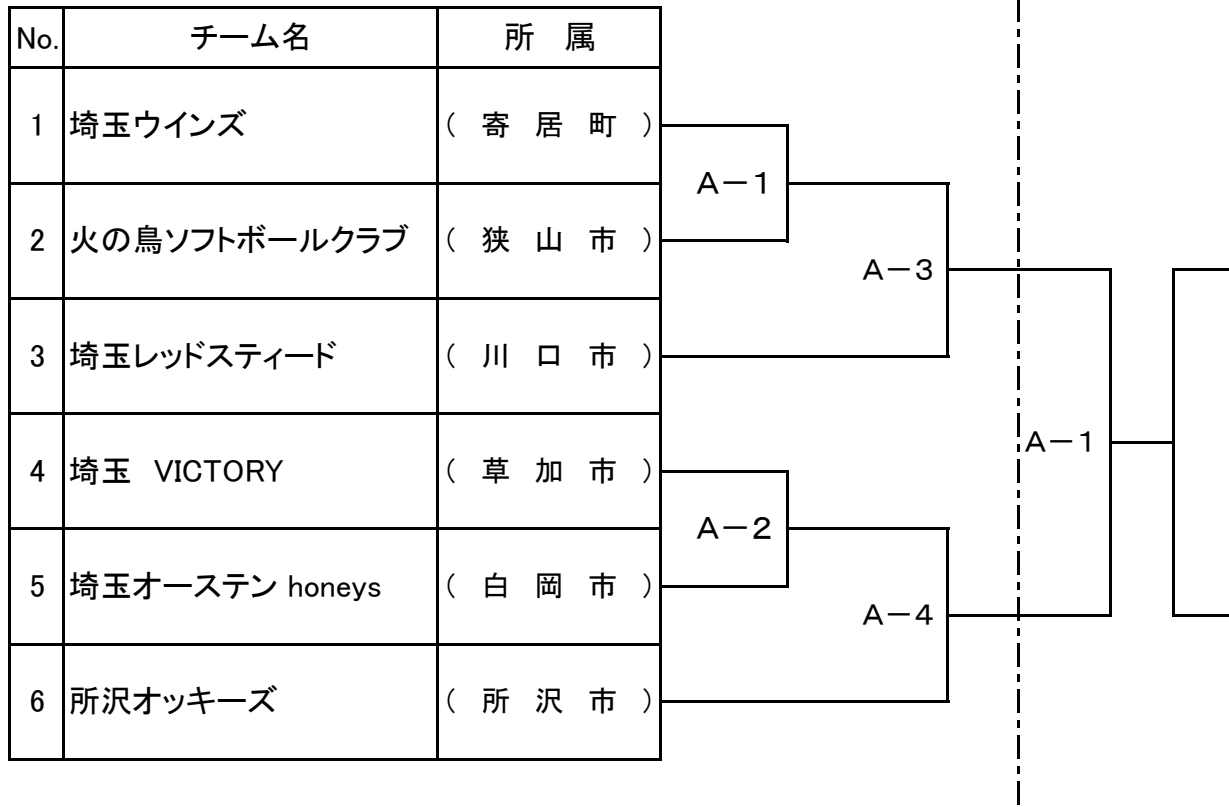 No. チーム名 所 属
1 埼玉ウインズ ( 寄 居 町 )
A-1
2 火の鳥ソフトボールクラブ ( 狭 山 市 )
A-3
3 埼玉レッドスティード ( 川 口 市 )
A-1
4 埼玉 VICTORY ( 草 加 市 )
A-2
5 埼玉オーステン honeys ( 白 岡 市 )
A-4
6 所沢オッキーズ ( 所 沢 市 )